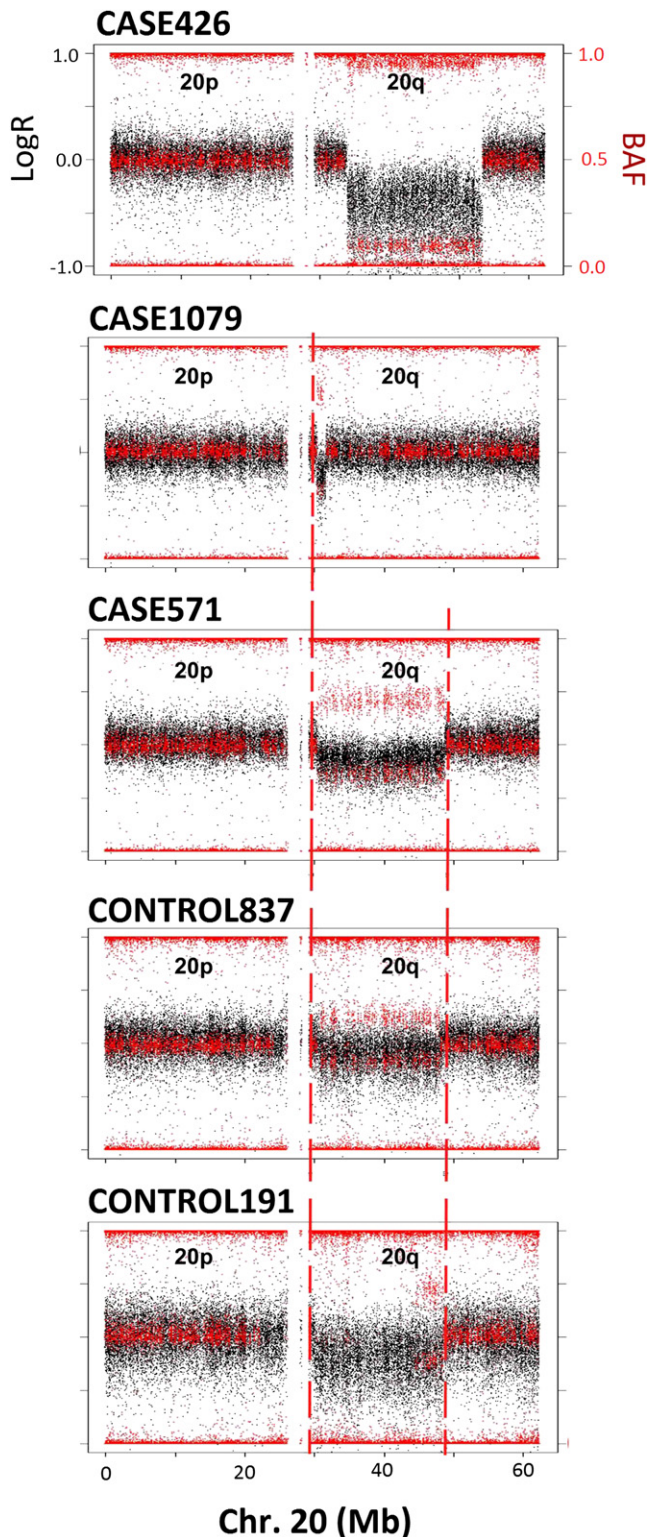 CASE426
1.0 1.0
20p 20q
LogR
0.0 0.5
BAF
-1.0 0.0
CASE1079
20p 20q
CASE571
20p 20q
CONTROL837
20p 20q
CONTROL191
20p 20q
0 20 40 60
Chr. 20 (Mb)